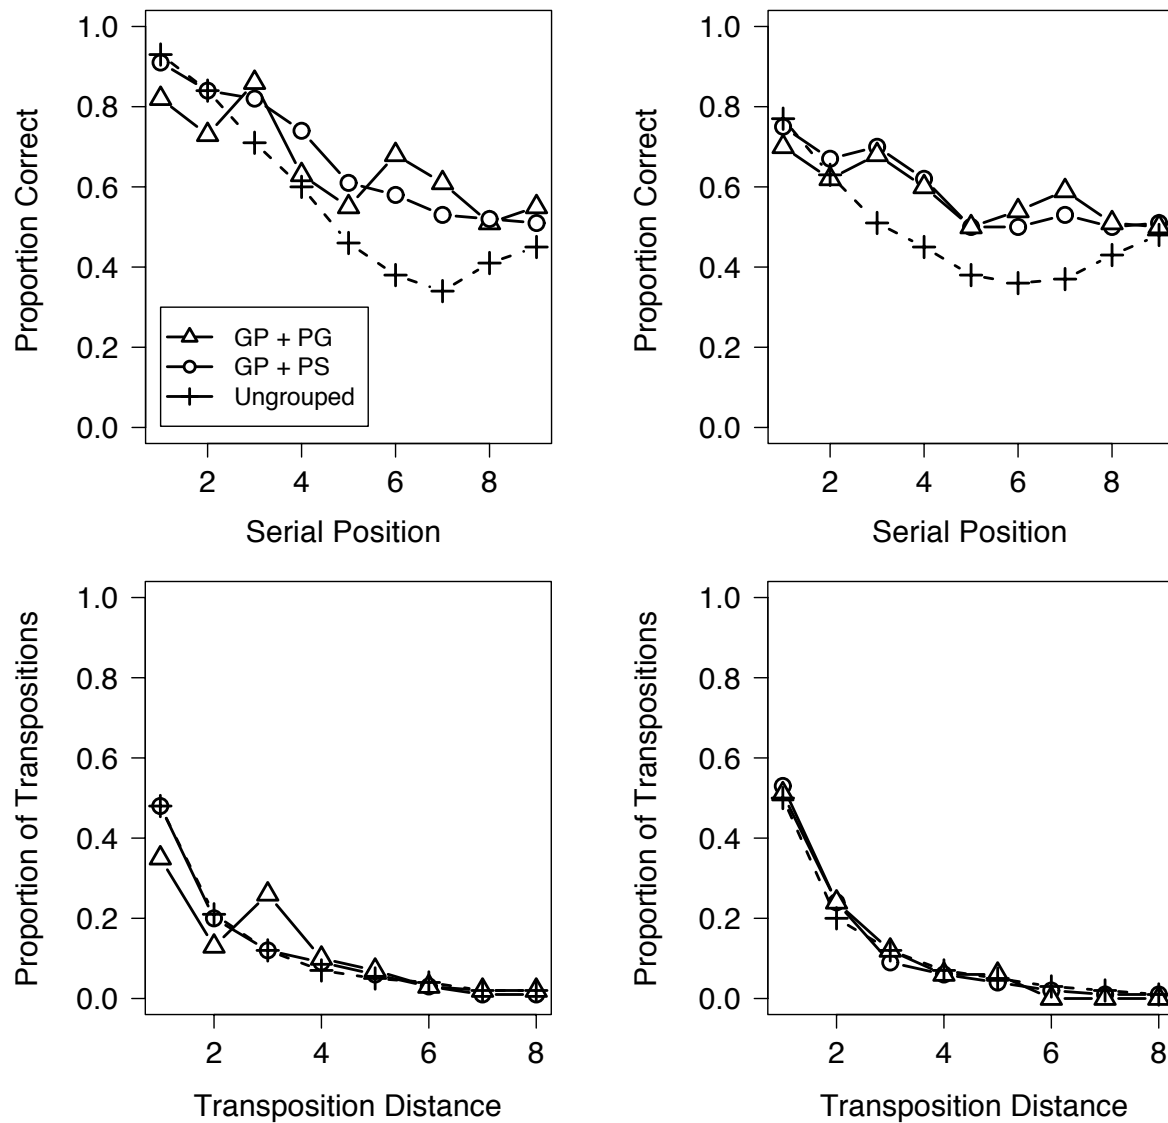 Proportion Correct
1.0
0.8
0.6
0.4
0.2
0.0
GP + PG
GP + PS
Ungrouped
2 4 6 8
Serial Position
Proportion Correct
1.0
0.8
0.6
0.4
0.2
0.0
2 4 6 8
Serial Position
Proportion of Transpositions
1.0
0.8
0.6
0.4
0.2
0.0
2 4 6 8
Transposition Distance
Proportion of Transpositions
1.0
0.8
0.6
0.4
0.2
0.0
2 4 6 8
Transposition Distance